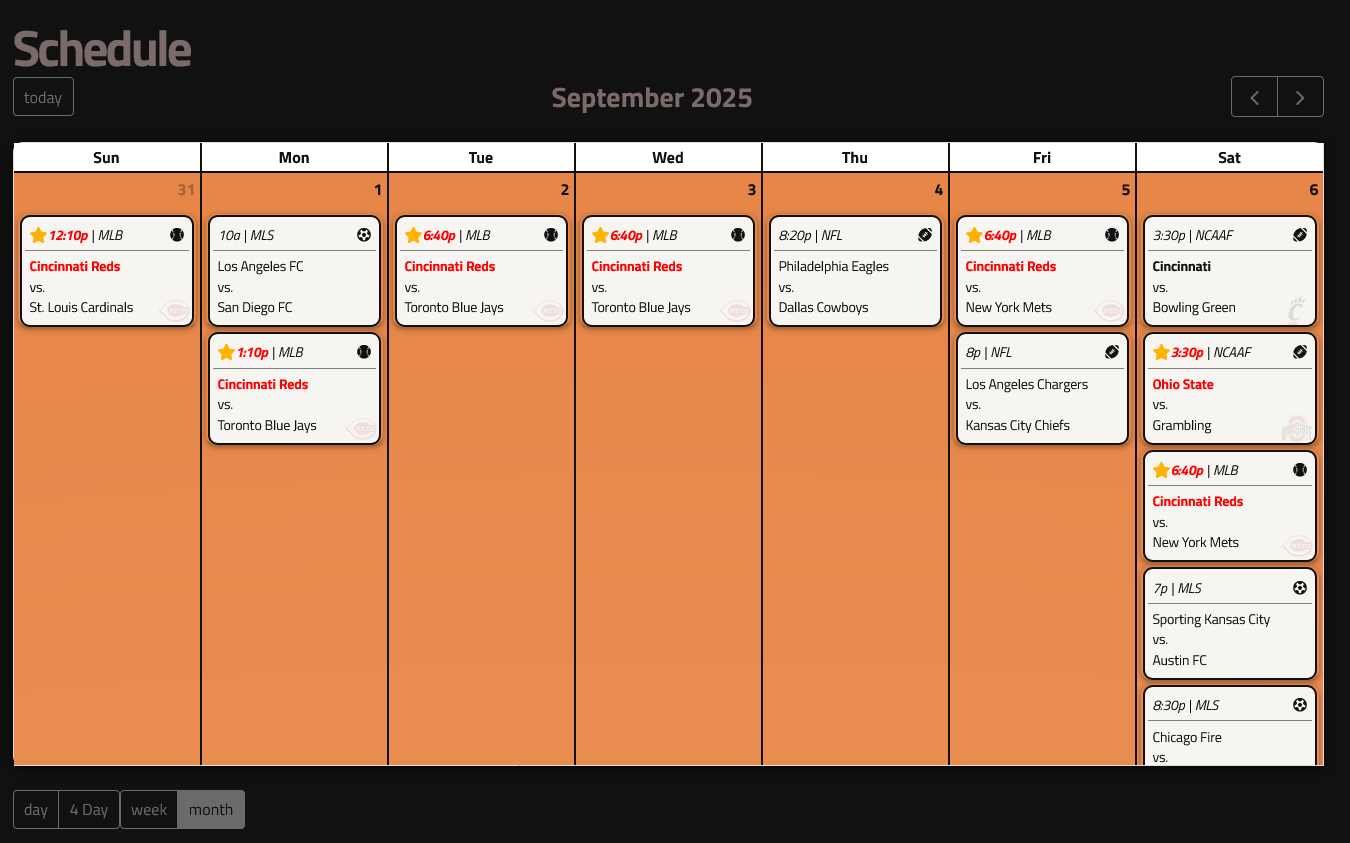 Schedule
today
September 2025
Sun Mon Tue Wed Thu Fri Sat
31 1 2 3 4 5 6
12:10p | MLB
Cincinnati Reds
vs.
St. Louis Cardinals
10a | MLS
Los Angeles FC
vs.
San Diego FC
1:10p | MLB
Cincinnati Reds
vs.
Toronto Blue Jays
6:40p | MLB
Cincinnati Reds
vs.
Toronto Blue Jays
6:40p | MLB
Cincinnati Reds
vs.
Toronto Blue Jays
8:20p | NFL
Philadelphia Eagles
vs.
Dallas Cowboys
6:40p | MLB
Cincinnati Reds
vs.
New York Mets
8p | NFL
Los Angeles Chargers
vs.
Kansas City Chiefs
3:30p | NCAAF
Cincinnati
vs.
Bowling Green
3:30p | NCAAF
Ohio State
vs.
Grambling
6:40p | MLB
Cincinnati Reds
vs.
New York Mets
7p | MLS
Sporting Kansas City
vs.
Austin FC
8:30p | MLS
Chicago Fire
vs.
day 4 Day week month